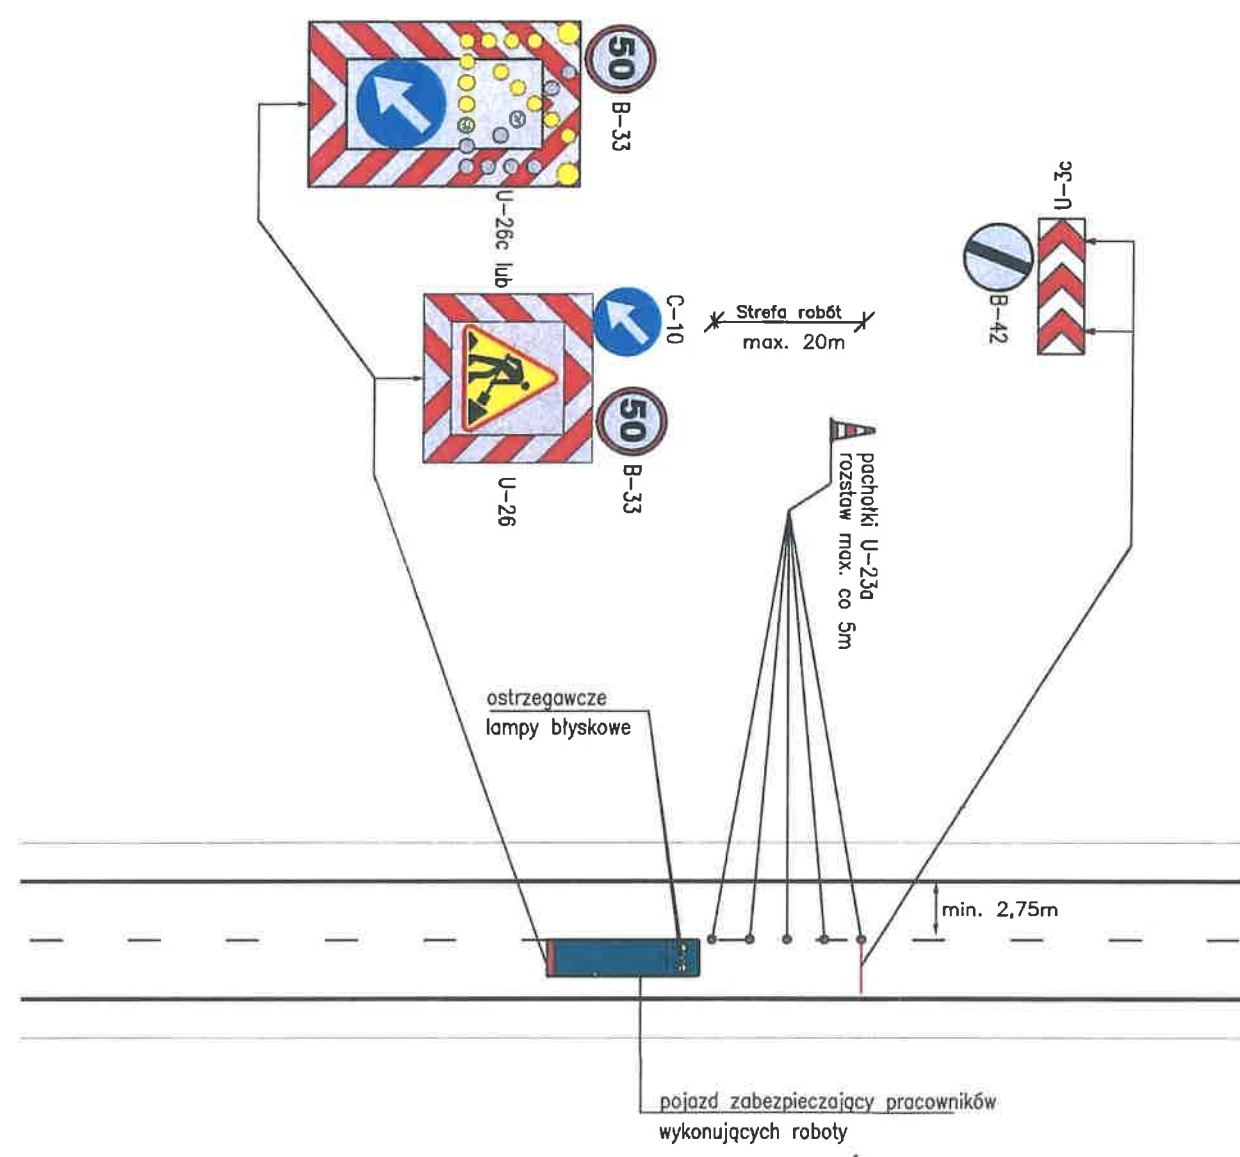 50
B-33
U-26c lub
C-10
50
B-33
U-26
Strefa robót
max. 20m
U-3c
B-42
pachołki U-23a
rozstaw max. co 5m
ostrzegawcze
lampy błyskowe
min. 2,75m
pojazd zabezpieczający pracowników
wykonujących roboty